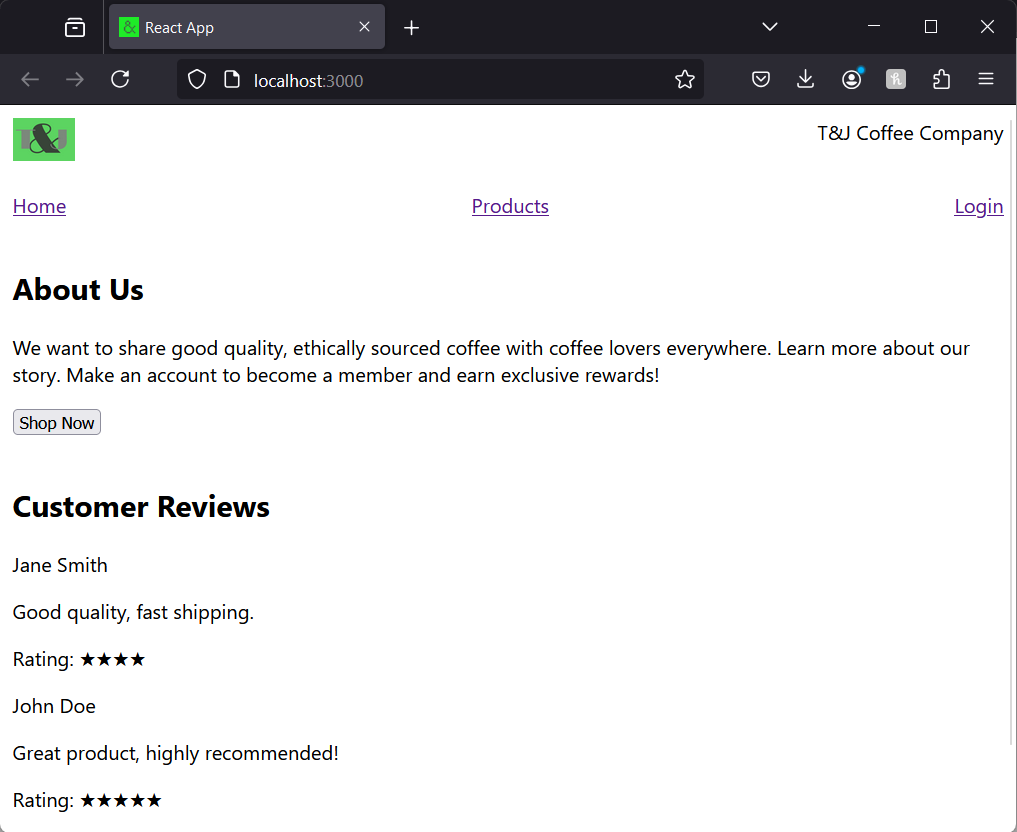 & React App
localhost:3000
T&J
T&J Coffee Company
Home Products Login
About Us
We want to share good quality, ethically sourced coffee with coffee lovers everywhere. Learn more about our
story. Make an account to become a member and earn exclusive rewards!
Shop Now
Customer Reviews
Jane Smith
Good quality, fast shipping.
Rating: ★★★★
John Doe
Great product, highly recommended!
Rating: ★★★★★